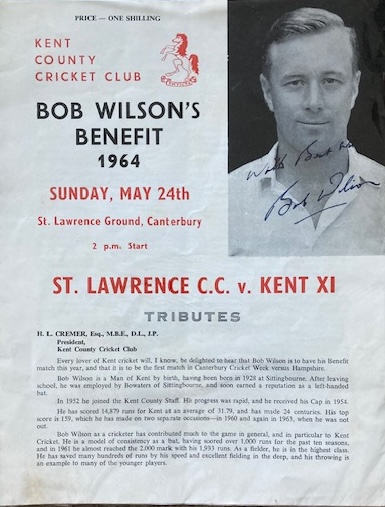 PRICE — ONE SHILLING
KENT
COUNTY
CRICKET CLUB
INVICTA
BOB WILSON'S
BENEFIT
1964
SUNDAY, MAY 24th
St. Lawrence Ground, Canterbury
2 p.m. Start
With Best
Bob Wilson
ST. LAWRENCE C.C. v. KENT XI
TRIBUTES
H. L. CREMER, Esq., M.B.E., D.L., J.P.
President,
Kent County Cricket Club
Every lover of Kent cricket will, I know, be delighted to hear that Bob Wilson is to have his Benefit
match this year, and that it is to be the first match in Canterbury Cricket Week versus Hampshire.
Bob Wilson is a Man of Kent by birth, having been born in 1928 at Sittingbourne. After leaving
school, he was employed by Bowaters of Sittingbourne, and soon earned a reputation as a left-handed
bat.
In 1952 he joined the Kent County Staff. His progress was rapid, and he received his Cap in 1954.
He has scored 14,879 runs for Kent at an average of 31.79, and has made 24 centuries. His top
score is 159, which he has made on two separate occasions—in 1960 and again in 1963, when he was not
out.
Bob Wilson as a cricketer has contributed much to the game in general, and in particular to Kent
Cricket. He is a model of consistency as a bat, having scored over 1,000 runs for the past ten seasons,
and in 1961 he almost reached the 2,000 mark with his 1,933 runs. As a fielder, he is in the highest class.
He has saved many hundreds of runs by his speed and excellent fielding in the deep, and his throwing is
an example to many of the younger players.